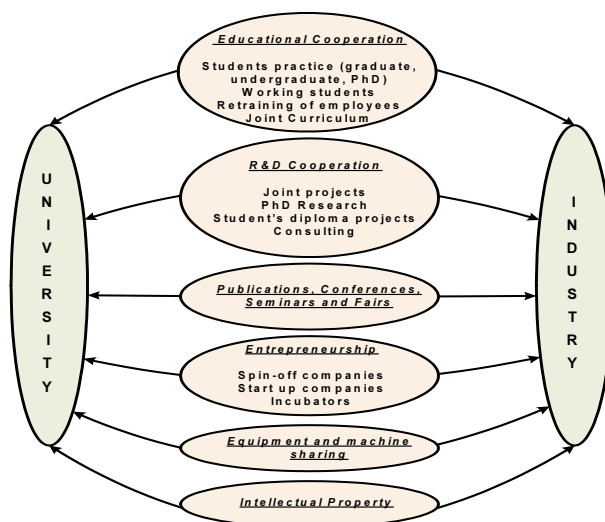 Educational Cooperation
Students practice (graduate,
undergraduate, PhD)
Working students
Retraining of employees
Joint Curriculum
UNIVERSITY
R&D Cooperation
Joint projects
PhD Research
Student's diploma projects
Consulting
INDUSTRY
Publications, Conferences,
Seminars and Fairs
Entrepreneurship
Spin-off companies
Start up companies
Incubators
Equipment and machine
sharing
Intellectual Property